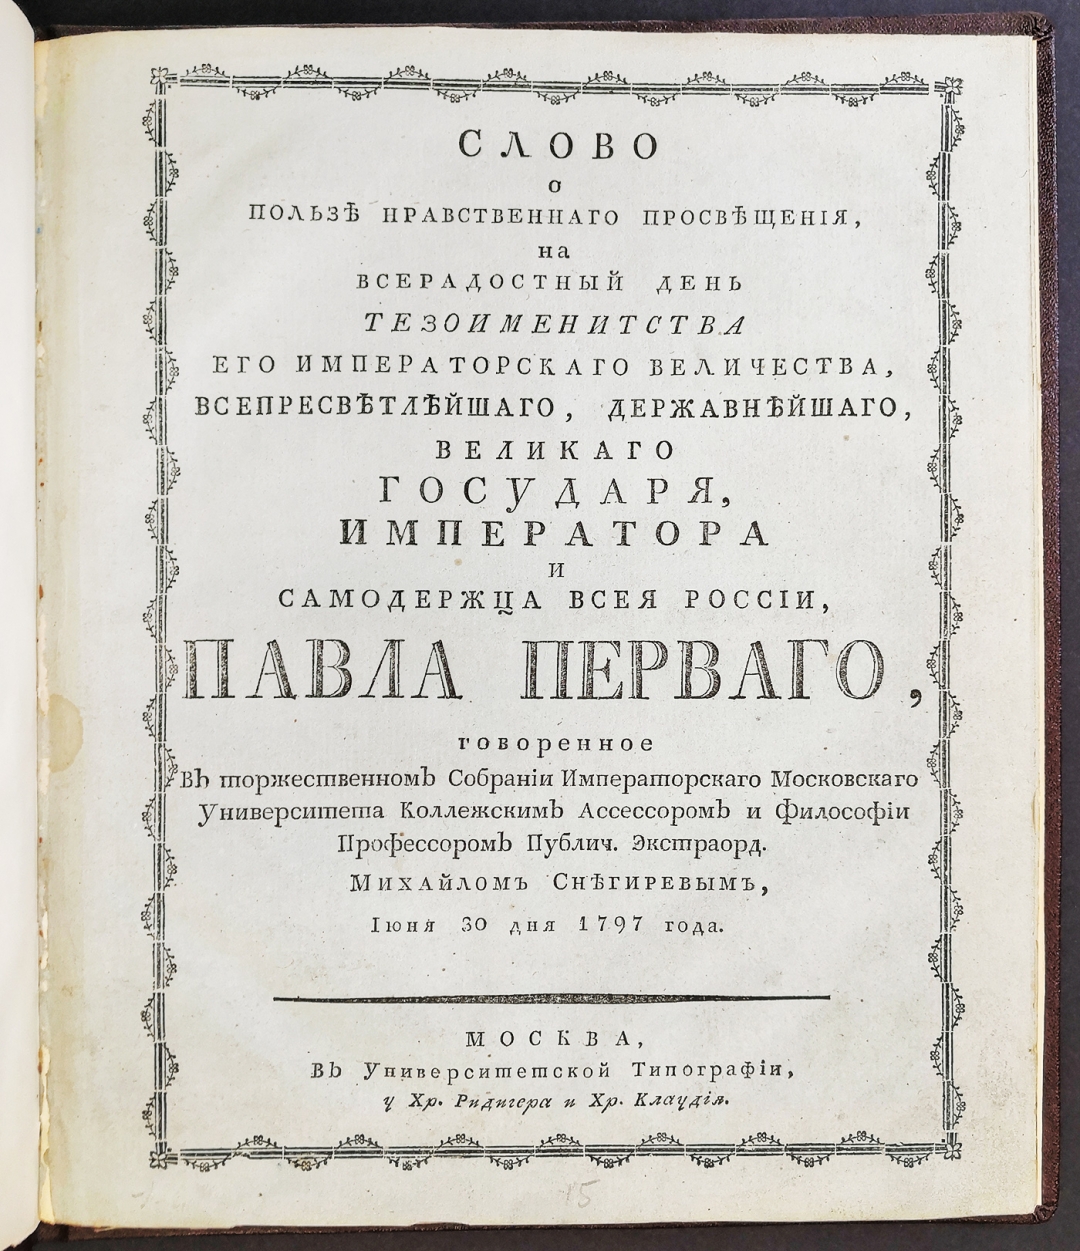 СЛОВО
о
ПОЛЬЗѢ НРАВСТВЕННАГО ПРОСВѢЩЕНІЯ,
на
ВСЕРАДОСТНЫЙ ДЕНЬ
ТЕЗОИМЕНИТСТВА
ЕГО ИМПЕРАТОРСКАГО ВЕЛИЧЕСТВА,
ВСЕПРЕСВѢТЛѢЙШАГО, ДЕРЖАВНѢЙШАГО,
ВЕЛИКАГО
ГОСУДАРЯ,
ИМПЕРАТОРА
И
САМОДЕРЖЦА ВСЕЯ РОССІИ,
ПАВЛА ПЕРВАГО,
говоренное
Въ торжественномъ Собраніи Императорскаго Московскаго
Университета Коллежскимъ Ассессоромъ и Философіи
Профессоромъ Публич. Экстраорд.
Михайломъ Снѣгиревымъ,
Іюня 30 дня 1797 года.
МОСКВА,
Въ Университетской Типографіи,
у Хр. Ридигера и Хр. Клаудія.
15